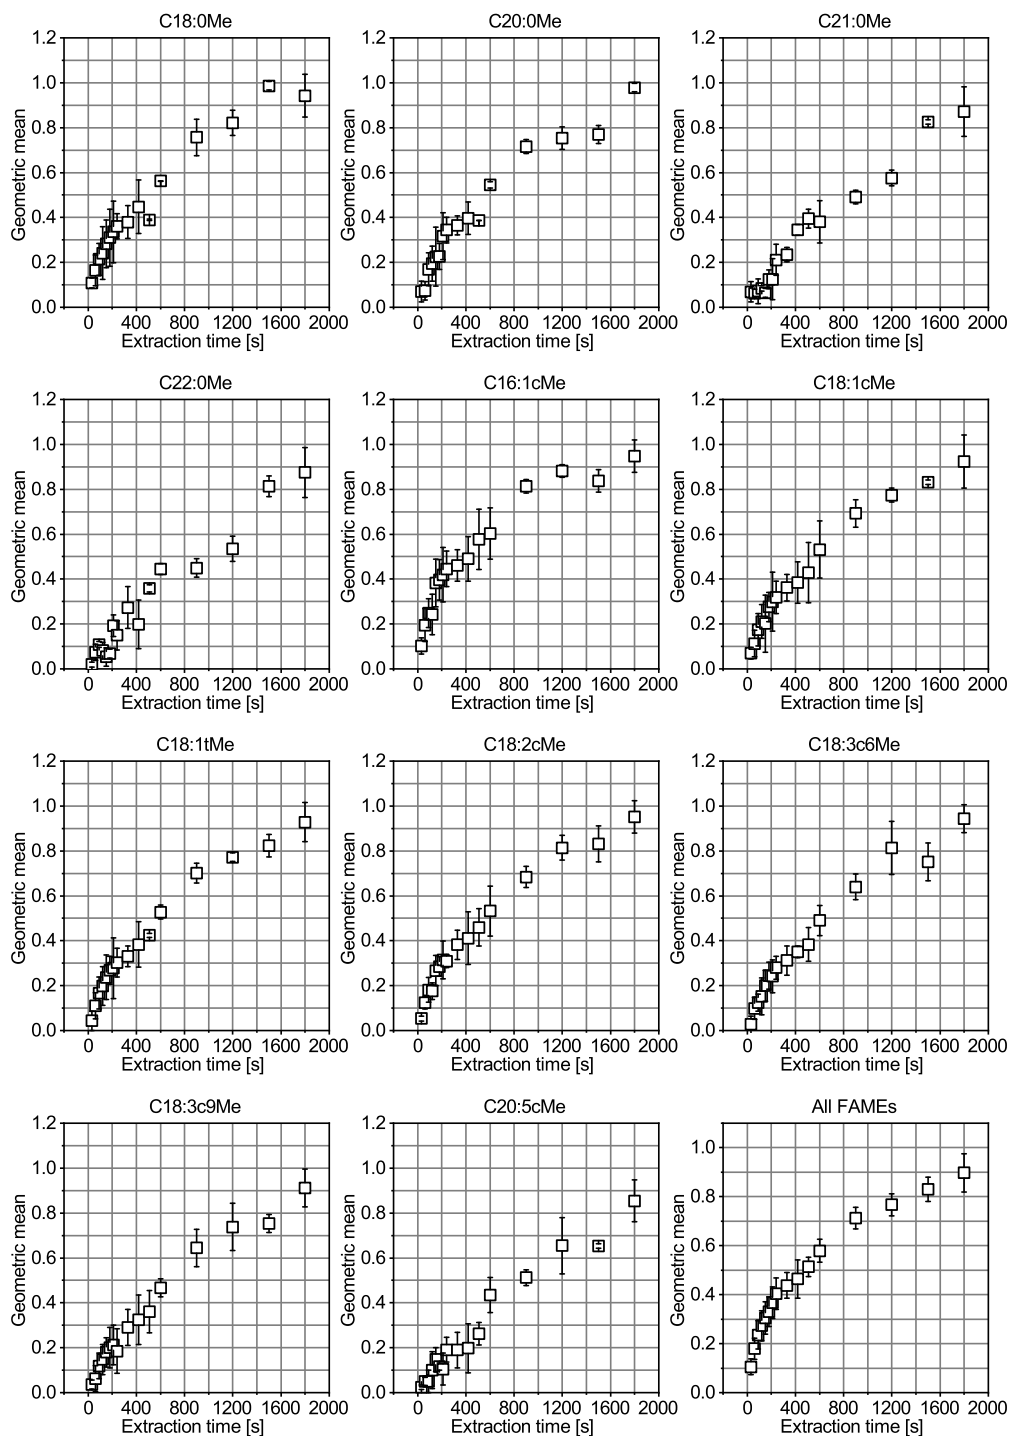 C18:0Me
Geometric mean
1.2
1.0
0.8
0.6
0.4
0.2
0.0
0 400 800 1200 1600 2000
Extraction time [s]
C20:0Me
Geometric mean
1.2
1.0
0.8
0.6
0.4
0.2
0.0
0 400 800 1200 1600 2000
Extraction time [s]
C21:0Me
Geometric mean
1.2
1.0
0.8
0.6
0.4
0.2
0.0
0 400 800 1200 1600 2000
Extraction time [s]
C22:0Me
Geometric mean
1.2
1.0
0.8
0.6
0.4
0.2
0.0
0 400 800 1200 1600 2000
Extraction time [s]
C16:1cMe
Geometric mean
1.2
1.0
0.8
0.6
0.4
0.2
0.0
0 400 800 1200 1600 2000
Extraction time [s]
C18:1cMe
Geometric mean
1.2
1.0
0.8
0.6
0.4
0.2
0.0
0 400 800 1200 1600 2000
Extraction time [s]
C18:1tMe
Geometric mean
1.2
1.0
0.8
0.6
0.4
0.2
0.0
0 400 800 1200 1600 2000
Extraction time [s]
C18:2cMe
Geometric mean
1.2
1.0
0.8
0.6
0.4
0.2
0.0
0 400 800 1200 1600 2000
Extraction time [s]
C18:3c6Me
Geometric mean
1.2
1.0
0.8
0.6
0.4
0.2
0.0
0 400 800 1200 1600 2000
Extraction time [s]
C18:3c9Me
Geometric mean
1.2
1.0
0.8
0.6
0.4
0.2
0.0
0 400 800 1200 1600 2000
Extraction time [s]
C20:5cMe
Geometric mean
1.2
1.0
0.8
0.6
0.4
0.2
0.0
0 400 800 1200 1600 2000
Extraction time [s]
All FAMEs
Geometric mean
1.0
0.8
0.6
0.4
0.2
0.0
0 400 800 1200 1600 2000
Extraction time [s]